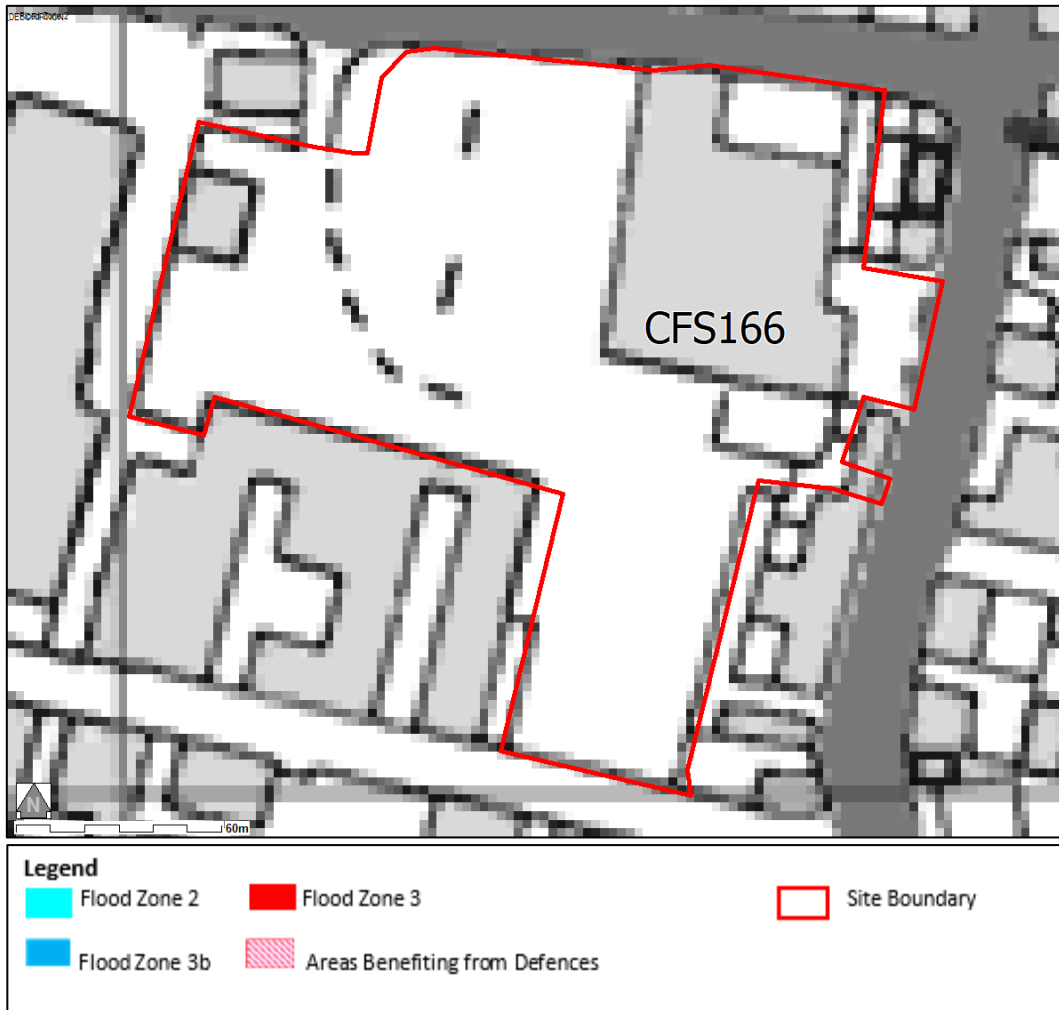 CFS166
N
60m
Legend
Flood Zone 2
Flood Zone 3
Site Boundary
Flood Zone 3b
Areas Benefiting from Defences